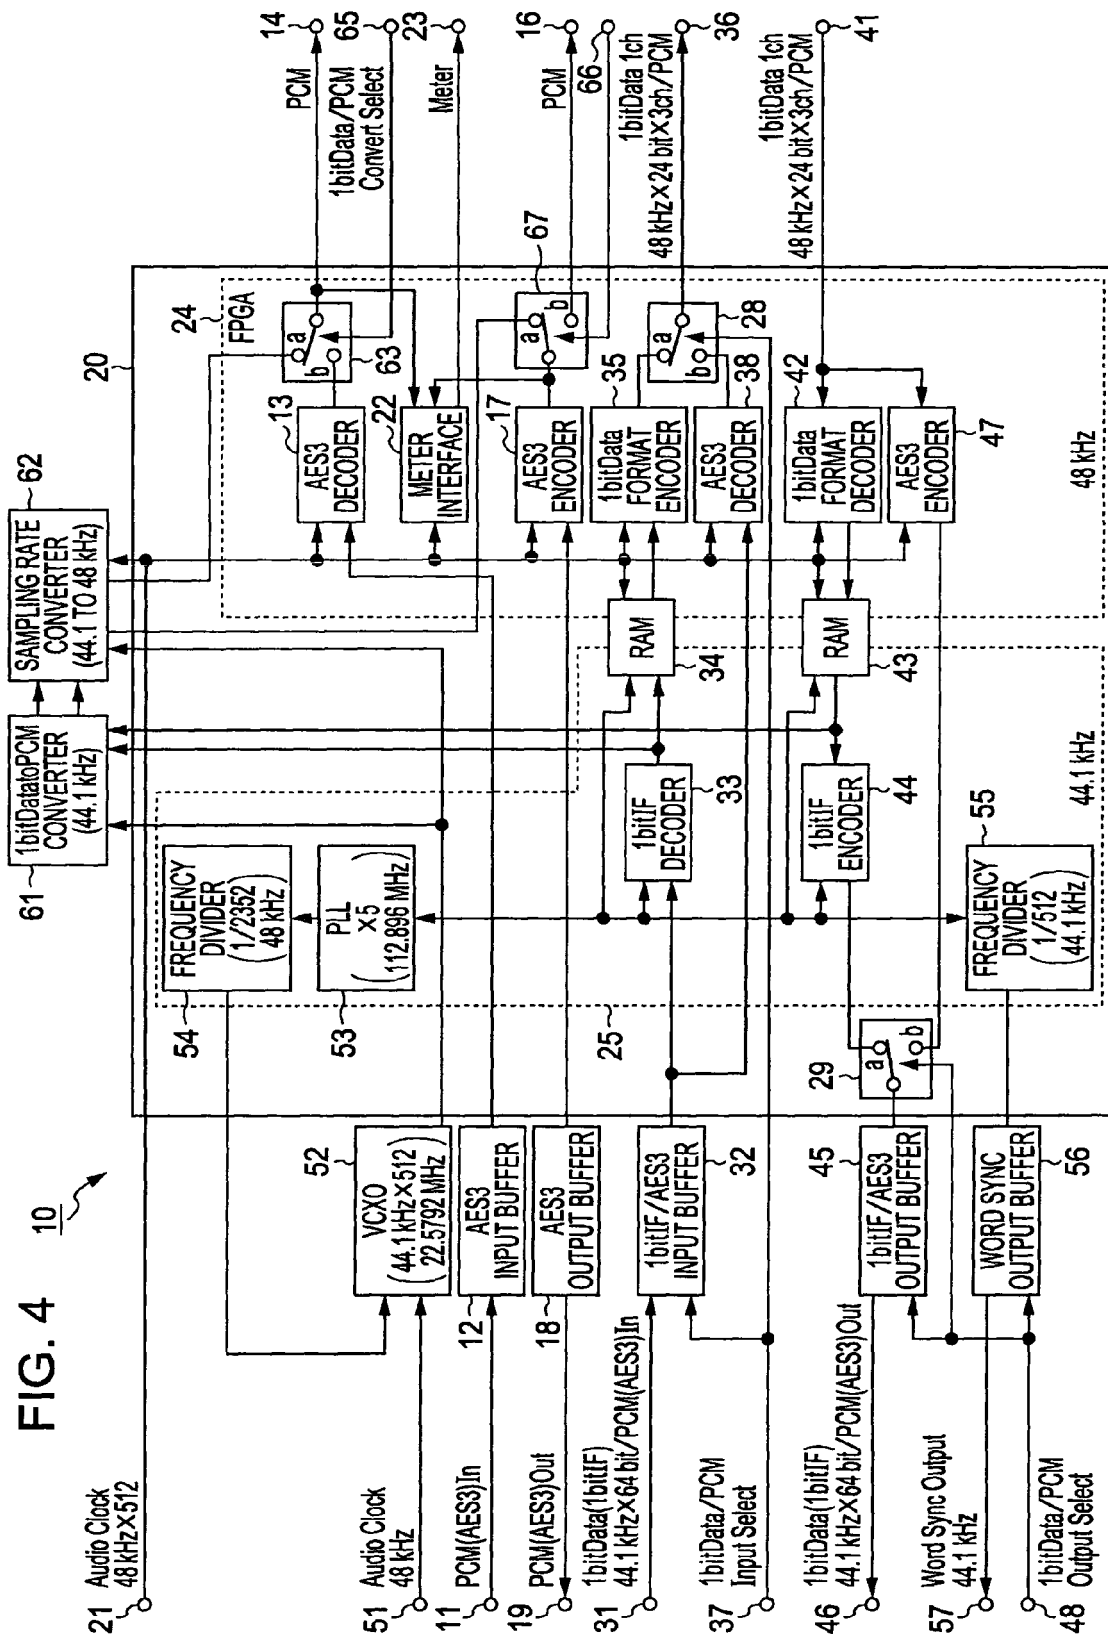 FIG. 4
10
21
Audio Clock
48 kHz×512
51
Audio Clock
48 kHz
11
PCM(AES3)In
19
PCM(AES3)Out
31
1bitData(1bitIF)
44.1 kHz×64 bit/PCM(AES3)In
37
1bitData/PCM
Input Select
46
1bitData(1bitIF)
44.1 kHz×64 bit/PCM(AES3)Out
57
Word Sync Output
44.1 kHz
48
1bitData/PCM
Output Select
52
VCXO
(44.1 kHz×512)
(22.5792 MHz)
12
AES3
INPUT BUFFER
18
AES3
OUTPUT BUFFER
32
1bitIF/AES3
INPUT BUFFER
45
1bitIF/AES3
OUTPUT BUFFER
56
WORD SYNC
OUTPUT BUFFER
29
a
b
25
54
FREQUENCY
DIVIDER
(1/2352)
(48 kHz)
53
PLL
×5
(112.896 MHz)
33
1bitIF
DECODER
44
1bitIF
ENCODER
55
FREQUENCY
DIVIDER
(1/512)
(44.1 kHz)
44.1 kHz
61
1bitDatatoPCM
CONVERTER
(44.1 kHz)
62
SAMPLING RATE
CONVERTER
(44.1 TO 48 kHz)
20
24
FPGA
34
RAM
43
RAM
13
AES3
DECODER
22
METER
INTERFACE
17
AES3
ENCODER
35
1bitData
FORMAT
ENCODER
38
AES3
DECODER
42
1bitData
FORMAT
DECODER
47
AES3
ENCODER
48 kHz
63
a
b
67
a
b
28
a
b
14
PCM
65
1bitData/PCM
Convert Select
23
Meter
16
PCM
66
36
1bitData 1ch
48 kHz×24 bit×3ch/PCM
41
1bitData 1ch
48 kHz×24 bit×3ch/PCM